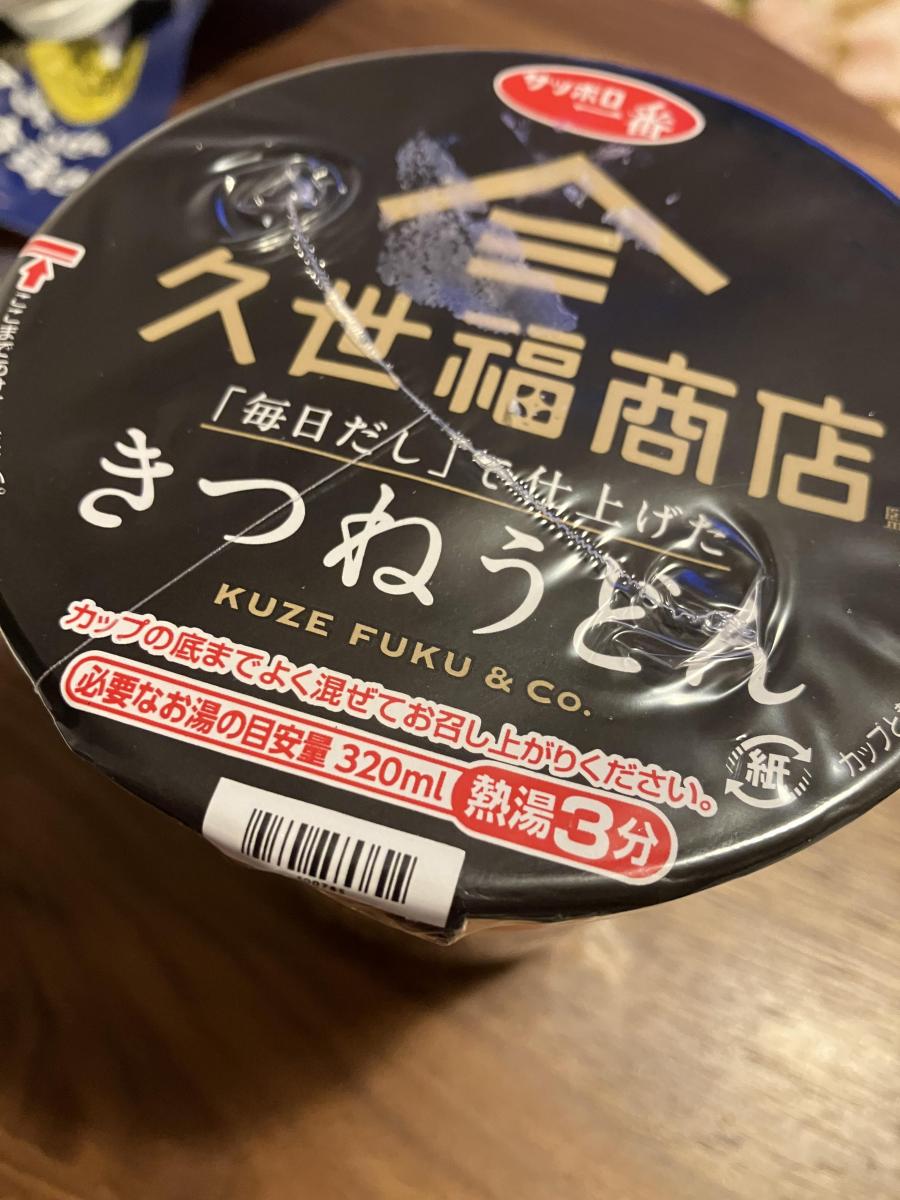 サッポロ一番
久世福商店
「毎日だし」で仕上げた
きつねうどん
KUZE FUKU & Co.
カップの底までよく混ぜてお召し上がりください。
必要なお湯の目安量 320ml 熱湯3分
紙